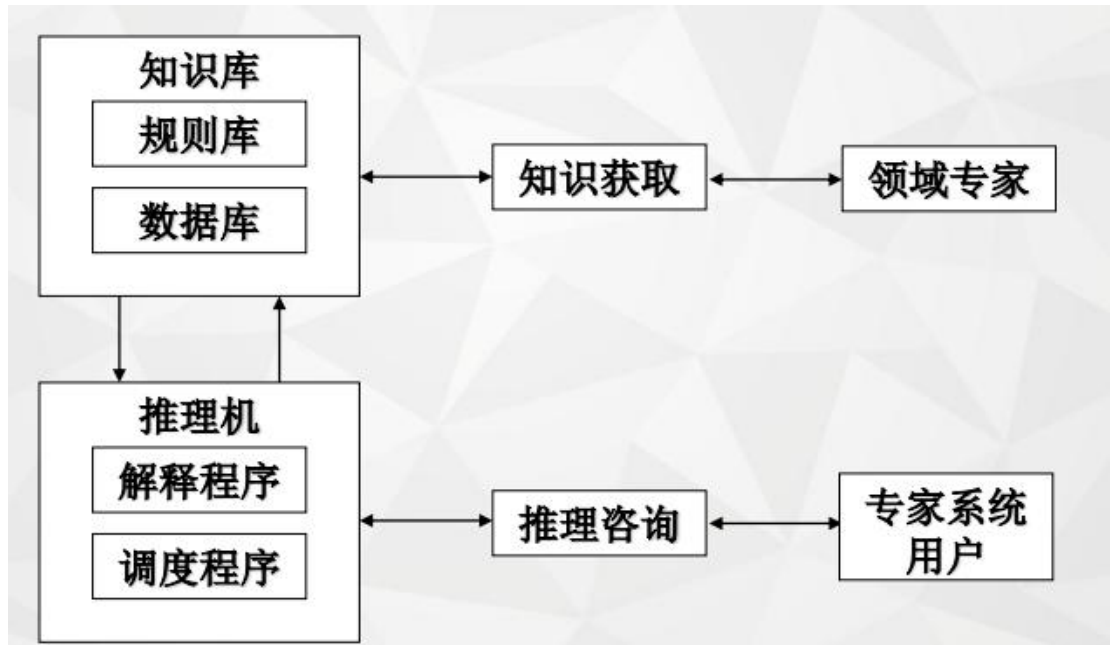 知识库
规则库
数据库
知识获取
领域专家
推理机
解释程序
调度程序
推理咨询
专家系统
用户